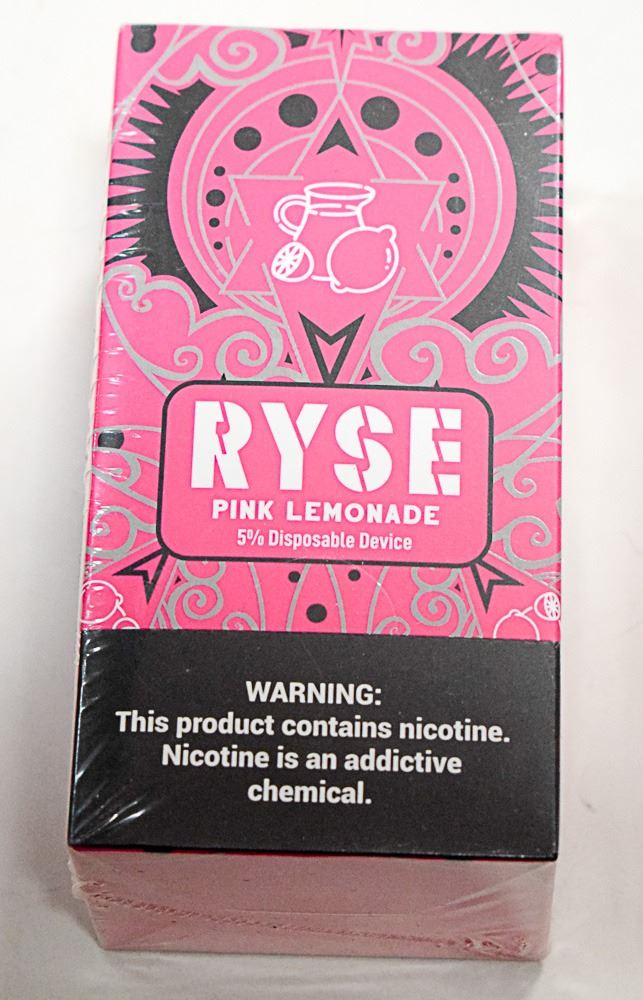 RYSE
PINK LEMONADE
5% Disposable Device
WARNING:
This product contains nicotine.
Nicotine is an addictive
chemical.